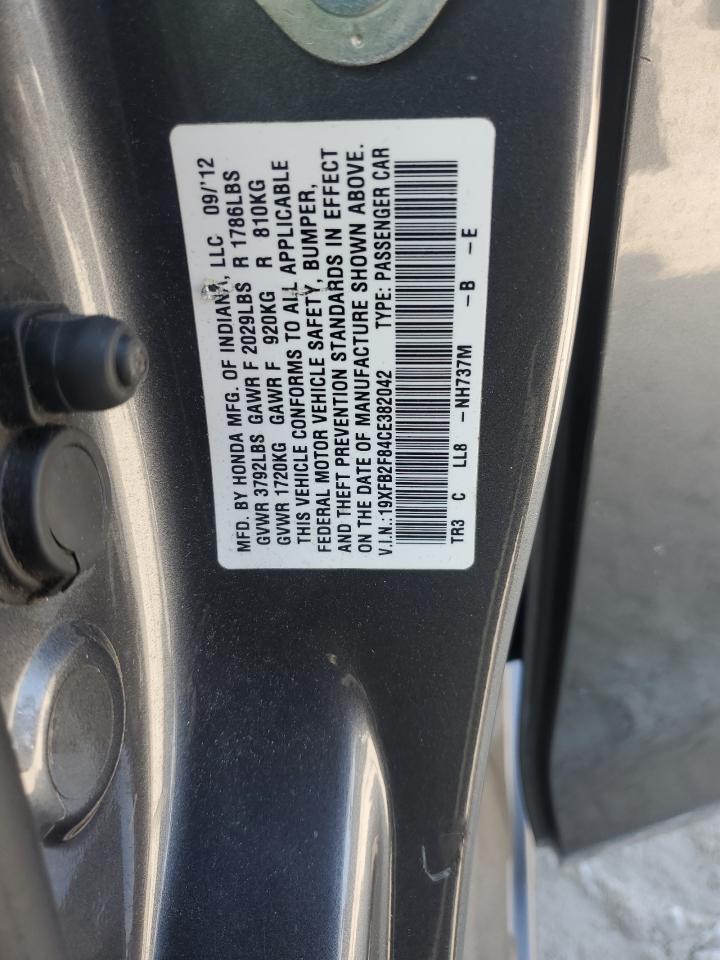 MFD. BY HONDA MFG. OF INDIANA, LLC 09/'12
GVWR 3792LBS GAWR F 2029LBS R 1786LBS
GVWR 1720KG GAWR F 920KG R 810KG
THIS VEHICLE CONFORMS TO ALL APPLICABLE
FEDERAL MOTOR VEHICLE SAFETY, BUMPER,
AND THEFT PREVENTION STANDARDS IN EFFECT
ON THE DATE OF MANUFACTURE SHOWN ABOVE.
V.I.N.: 19XFB2F84CE382042 TYPE: PASSENGER CAR
TR3 C LL8 -NH737M -B -E